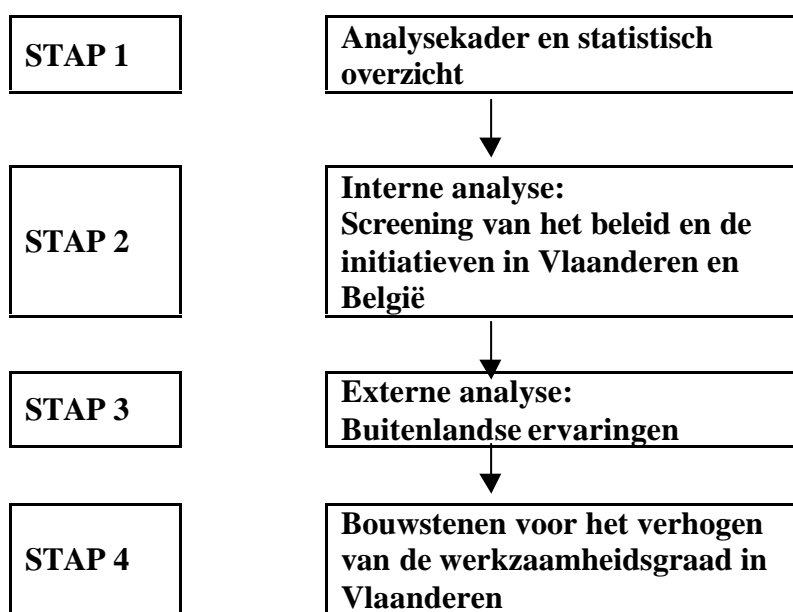 STAP 1
Analysekader en statistisch
overzicht
STAP 2
Interne analyse:
Screening van het beleid en de
initiatieven in Vlaanderen en
België
STAP 3
Externe analyse:
Buitenlandse ervaringen
STAP 4
Bouwstenen voor het verhogen
van de werkzaamheidsgraad in
Vlaanderen